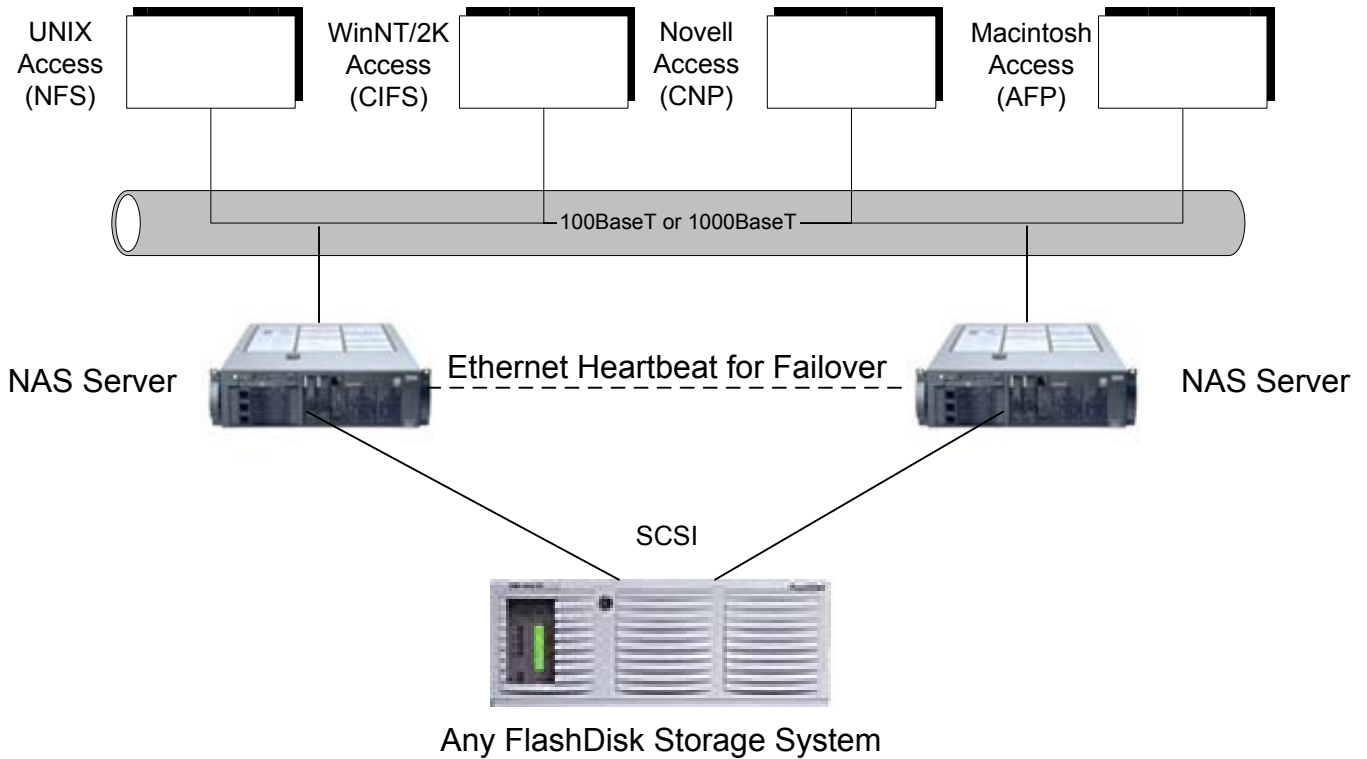 UNIX
Access
(NFS)
WinNT/2K
Access
(CIFS)
Novell
Access
(CNP)
Macintosh
Access
(AFP)
100BaseT or 1000BaseT
NAS Server
Ethernet Heartbeat for Failover
NAS Server
SCSI
Any FlashDisk Storage System